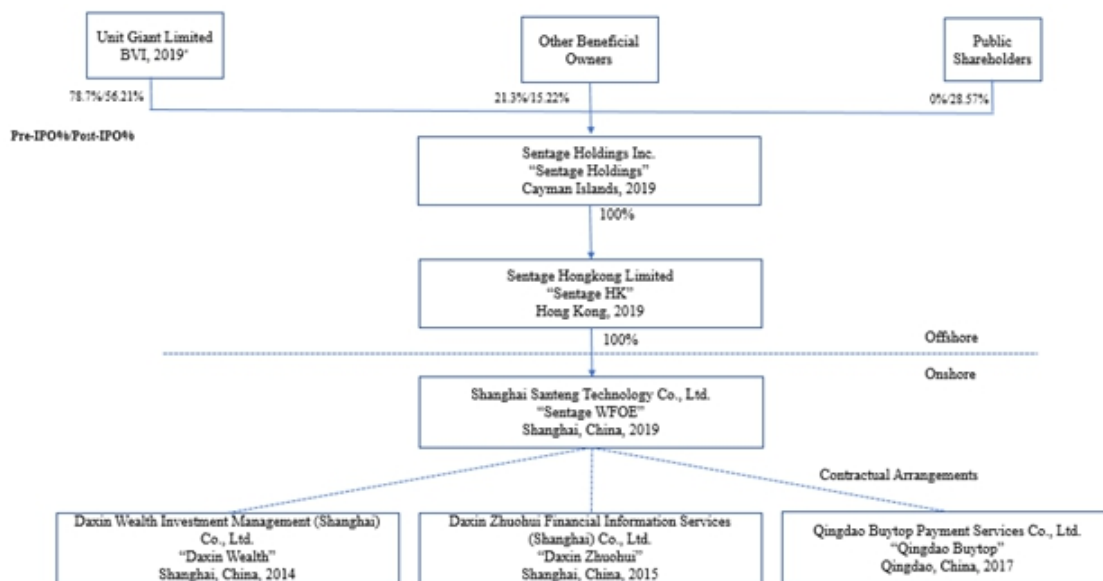 Unit Giant Limited
BVI, 2019*
Other Beneficial
Owners
Public
Shareholders
78.7%/56.21%
21.3%/15.22%
0%/28.57%
Pre-IPO%/Post-IPO%
Sentage Holdings Inc.
“Sentage Holdings”
Cayman Islands, 2019
100%
Sentage Hongkong Limited
“Sentage HK”
Hong Kong, 2019
100%
Offshore
Onshore
Shanghai Santeng Technology Co., Ltd.
“Sentage WFOE”
Shanghai, China, 2019
Contractual Arrangements
Daxin Wealth Investment Management (Shanghai)
Co., Ltd.
“Daxin Wealth”
Shanghai, China, 2014
Daxin Zhuohui Financial Information Services
(Shanghai) Co., Ltd.
“Daxin Zhuohui”
Shanghai, China, 2015
Qingdao Buytop Payment Services Co., Ltd.
“Qingdao Buytop”
Qingdao, China, 2017